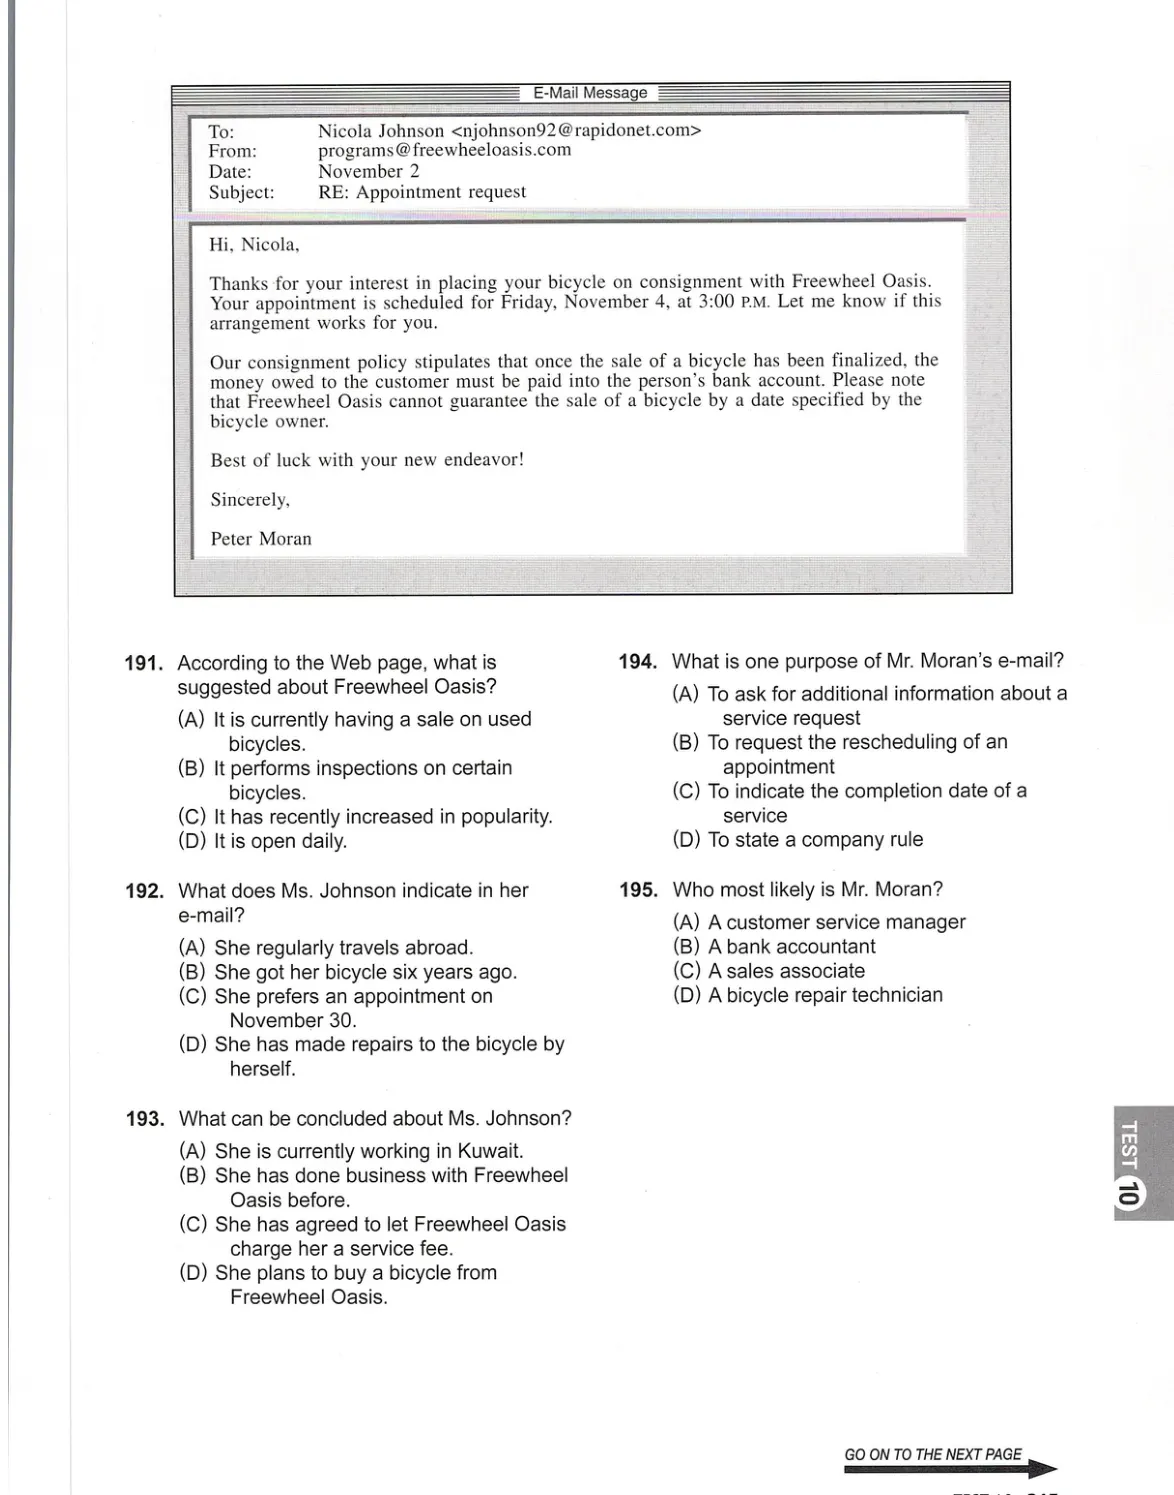 E-Mail Message
To: Nicola Johnson <njohnson92@rapidonet.com>
From: programs@freewheeloasis.com
Date: November 2
Subject: RE: Appointment request
Hi, Nicola,
Thanks for your interest in placing your bicycle on consignment with Freewheel Oasis.
Your appointment is scheduled for Friday, November 4, at 3:00 P.M. Let me know if this
arrangement works for you.
Our consignment policy stipulates that once the sale of a bicycle has been finalized, the
money owed to the customer must be paid into the person's bank account. Please note
that Freewheel Oasis cannot guarantee the sale of a bicycle by a date specified by the
bicycle owner.
Best of luck with your new endeavor!
Sincerely,
Peter Moran
191. According to the Web page, what is
suggested about Freewheel Oasis?
(A) It is currently having a sale on used
bicycles.
(B) It performs inspections on certain
bicycles.
(C) It has recently increased in popularity.
(D) It is open daily.
192. What does Ms. Johnson indicate in her
e-mail?
(A) She regularly travels abroad.
(B) She got her bicycle six years ago.
(C) She prefers an appointment on
November 30.
(D) She has made repairs to the bicycle by
herself.
193. What can be concluded about Ms. Johnson?
(A) She is currently working in Kuwait.
(B) She has done business with Freewheel
Oasis before.
(C) She has agreed to let Freewheel Oasis
charge her a service fee.
(D) She plans to buy a bicycle from
Freewheel Oasis.
194. What is one purpose of Mr. Moran's e-mail?
(A) To ask for additional information about a
service request
(B) To request the rescheduling of an
appointment
(C) To indicate the completion date of a
service
(D) To state a company rule
195. Who most likely is Mr. Moran?
(A) A customer service manager
(B) A bank accountant
(C) A sales associate
(D) A bicycle repair technician
TEST 10
GO ON TO THE NEXT PAGE